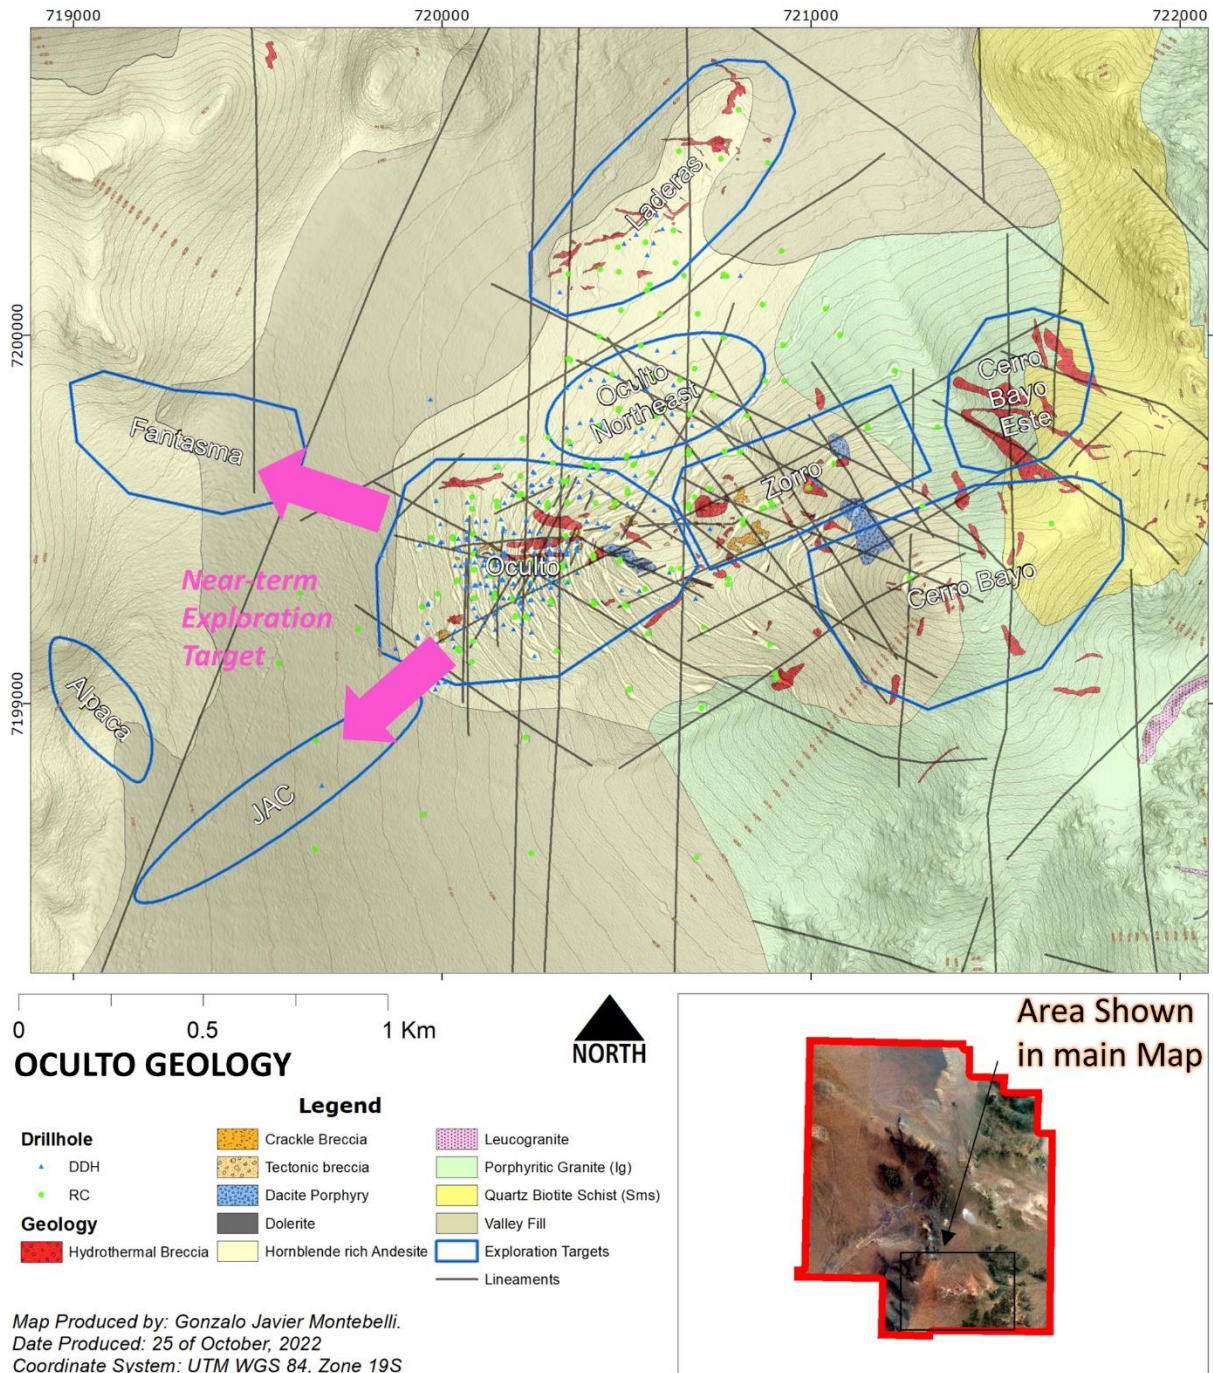 719000
720000
721000
722000
Laderas
7200000
Oculto
Northeast
Cerro
Bayo
Este
Fantasma
Zorro
Oculto
Cerro Bayo
Near-term
Exploration
Target
Alpaca
7199000
JAC
0
0.5
1 Km
NORTH
OCULTO GEOLOGY
Legend
Drillhole
DDH
RC
Geology
Hydrothermal Breccia
Crackle Breccia
Tectonic breccia
Dacite Porphyry
Dolerite
Hornblende rich Andesite
Leucogranite
Porphyritic Granite (Ig)
Quartz Biotite Schist (Sms)
Valley Fill
Exploration Targets
Lineaments
Area Shown
in main Map
Map Produced by: Gonzalo Javier Montebelli.
Date Produced: 25 of October, 2022
Coordinate System: UTM WGS 84, Zone 19S